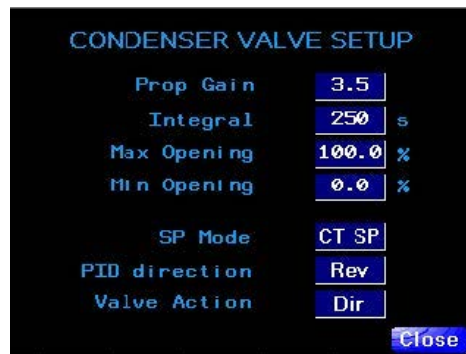 CONDENSER VALVE SETUP
Prop Gain 3.5
Integral 250 s
Max Opening 100.0 %
Min Opening 0.0 %
SP Mode CT SP
PID direction Rev
Valve Action Dir
Close